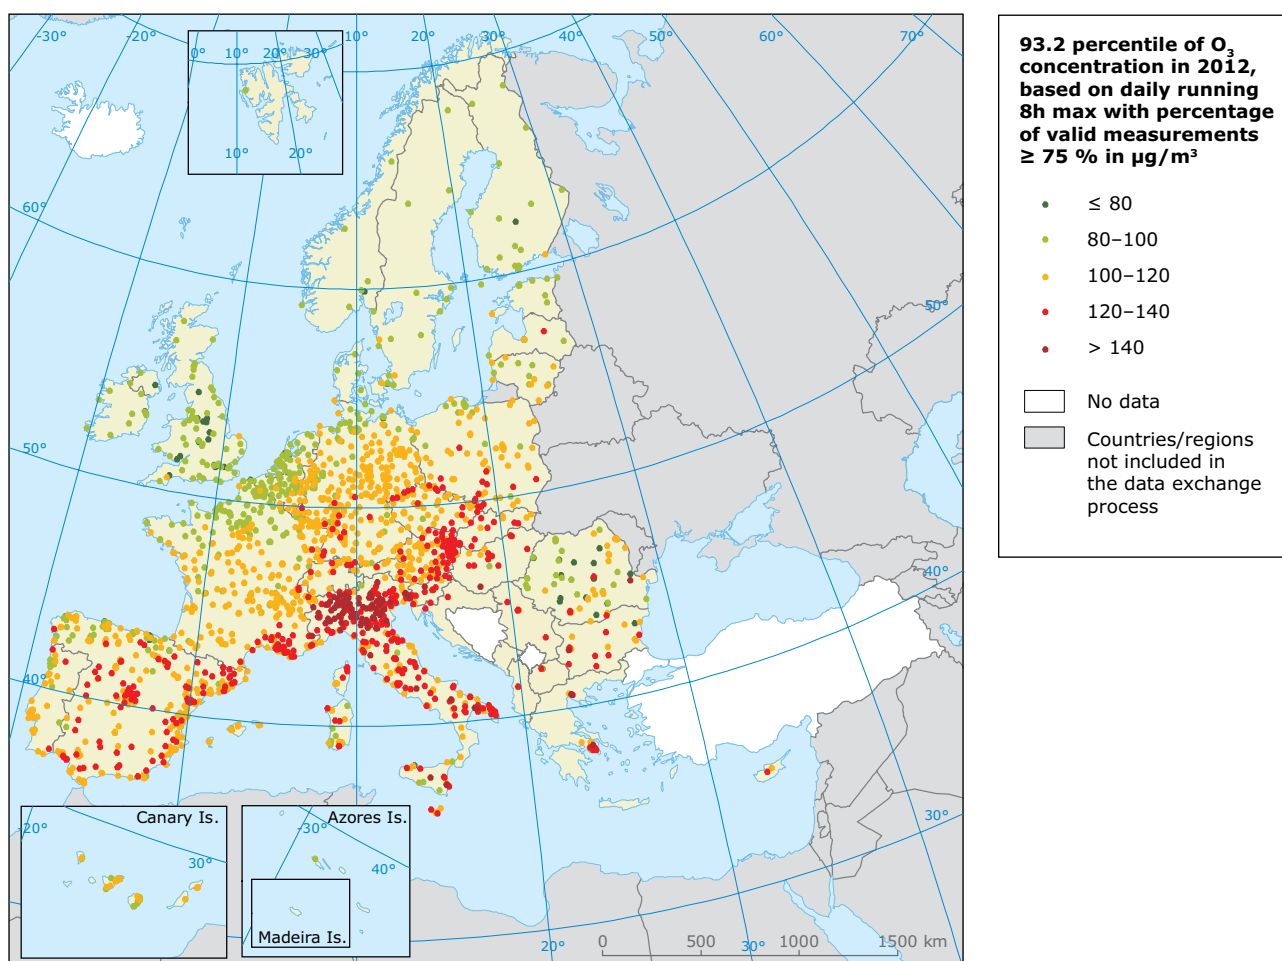 -30°
-20°
-10°
0°
10°
20°
30°
40°
50°
60°
70°
0°
10°
20°
30°
10°
20°
60°
50°
40°
50°
40°
30°
20°
30°
Canary Is.
-20°
30°
Azores Is.
-30°
40°
Madeira Is.
0
500
1000
1500 km
93.2 percentile of O3
concentration in 2012,
based on daily running
8h max with percentage
of valid measurements
≥ 75 % in µg/m³
≤ 80
80–100
100–120
120–140
> 140
No data
Countries/regions
not included in
the data exchange
process